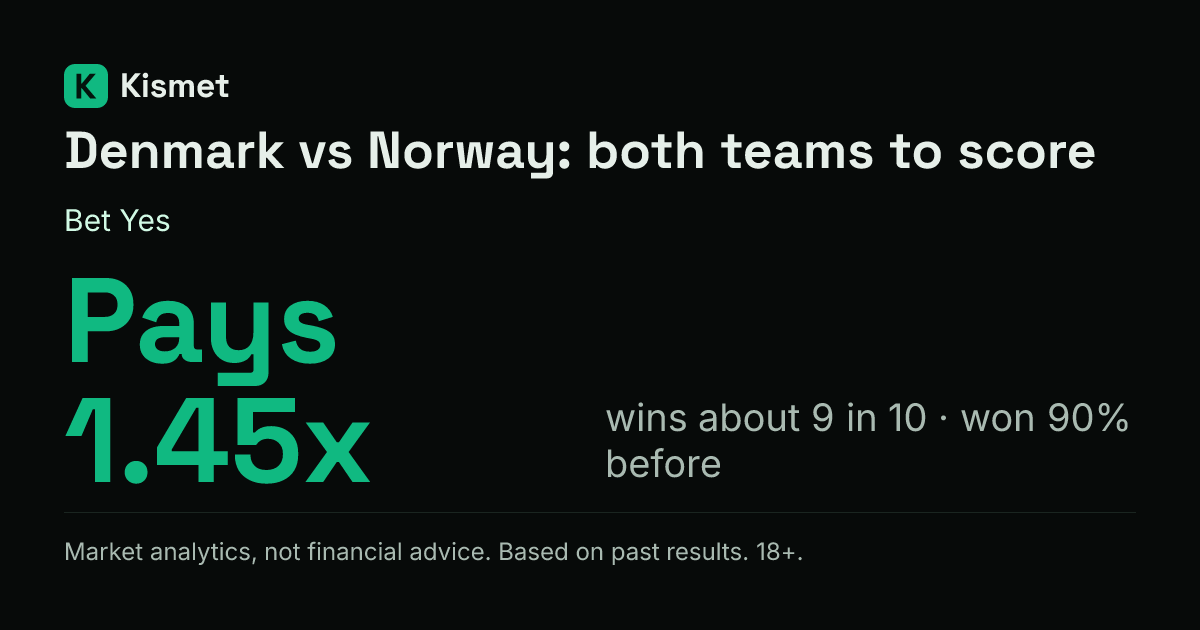 K Kismet
Denmark vs Norway: both teams to score
Bet Yes
Pays
1.45x
wins about 9 in 10 · won 90%
before
Market analytics, not financial advice. Based on past results. 18+.